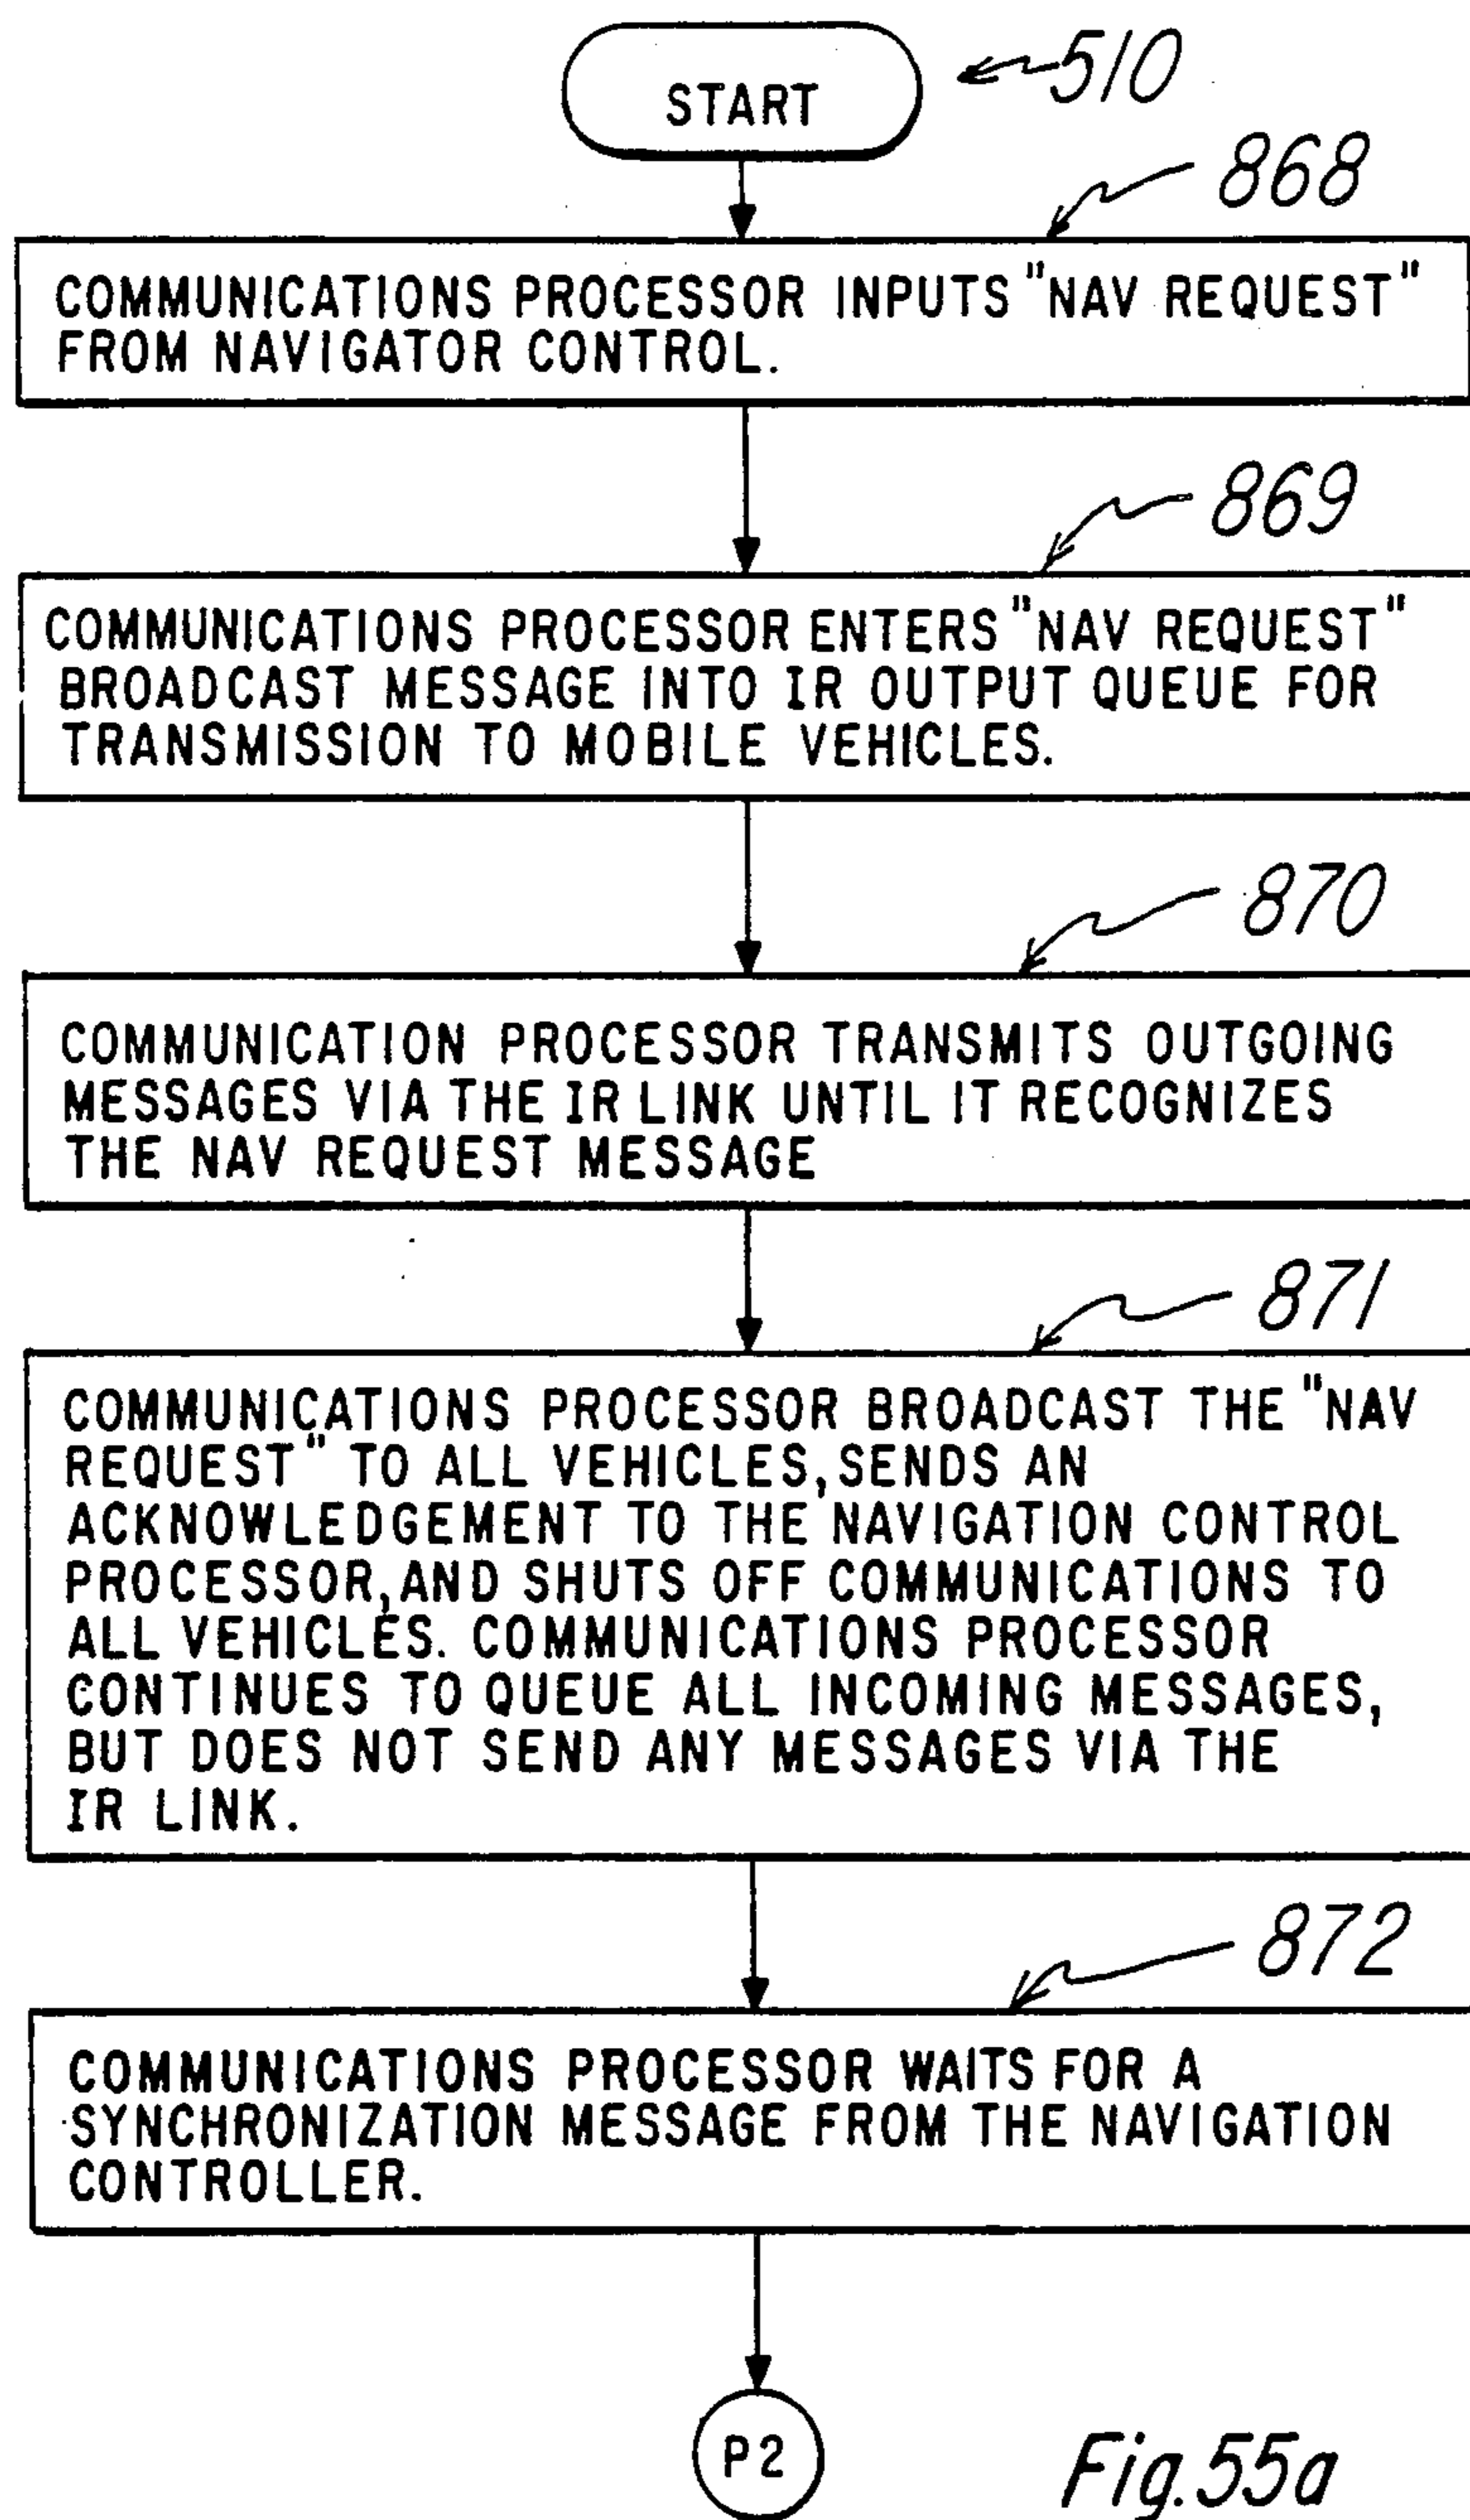 START
510
868
COMMUNICATIONS PROCESSOR INPUTS "NAV REQUEST"
FROM NAVIGATOR CONTROL.
869
COMMUNICATIONS PROCESSOR ENTERS "NAV REQUEST"
BROADCAST MESSAGE INTO IR OUTPUT QUEUE FOR
TRANSMISSION TO MOBILE VEHICLES.
870
COMMUNICATION PROCESSOR TRANSMITS OUTGOING
MESSAGES VIA THE IR LINK UNTIL IT RECOGNIZES
THE NAV REQUEST MESSAGE
871
COMMUNICATIONS PROCESSOR BROADCAST THE "NAV
REQUEST" TO ALL VEHICLES, SENDS AN
ACKNOWLEDGEMENT TO THE NAVIGATION CONTROL
PROCESSOR, AND SHUTS OFF COMMUNICATIONS TO
ALL VEHICLES. COMMUNICATIONS PROCESSOR
CONTINUES TO QUEUE ALL INCOMING MESSAGES,
BUT DOES NOT SEND ANY MESSAGES VIA THE
IR LINK.
872
COMMUNICATIONS PROCESSOR WAITS FOR A
SYNCHRONIZATION MESSAGE FROM THE NAVIGATION
CONTROLLER.
P2
Fig.55a